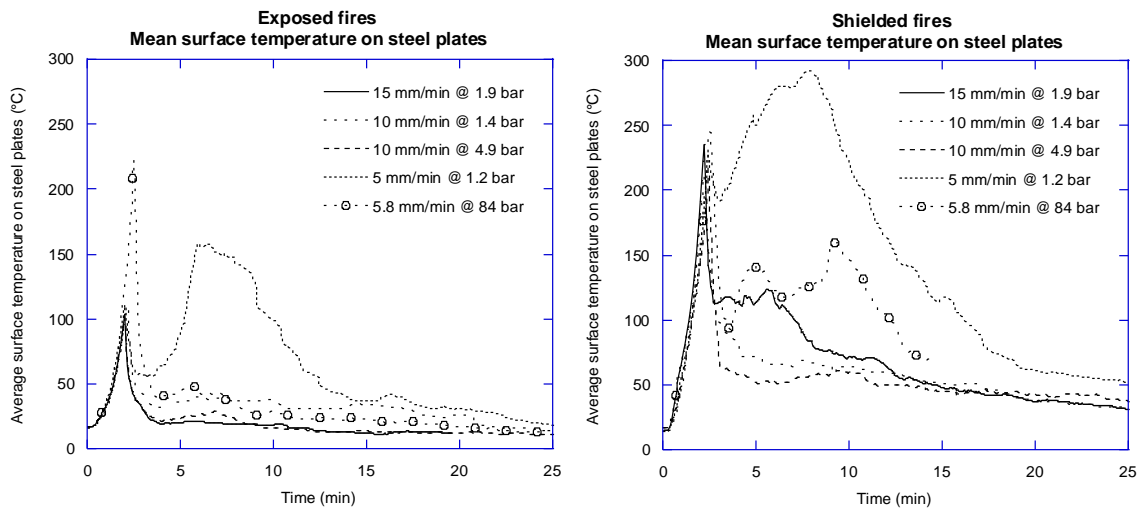 Exposed fires
Mean surface temperature on steel plates
300
250
200
150
100
50
0
Average surface temperature on steel plates (°C)
15 mm/min @ 1.9 bar
10 mm/min @ 1.4 bar
10 mm/min @ 4.9 bar
5 mm/min @ 1.2 bar
5.8 mm/min @ 84 bar
0 5 10 15 20 25
Time (min)
Shielded fires
Mean surface temperature on steel plates
300
250
200
150
100
50
0
Average surface temperature on steel plates (°C)
15 mm/min @ 1.9 bar
10 mm/min @ 1.4 bar
10 mm/min @ 4.9 bar
5 mm/min @ 1.2 bar
5.8 mm/min @ 84 bar
0 5 10 15 20 25
Time (min)